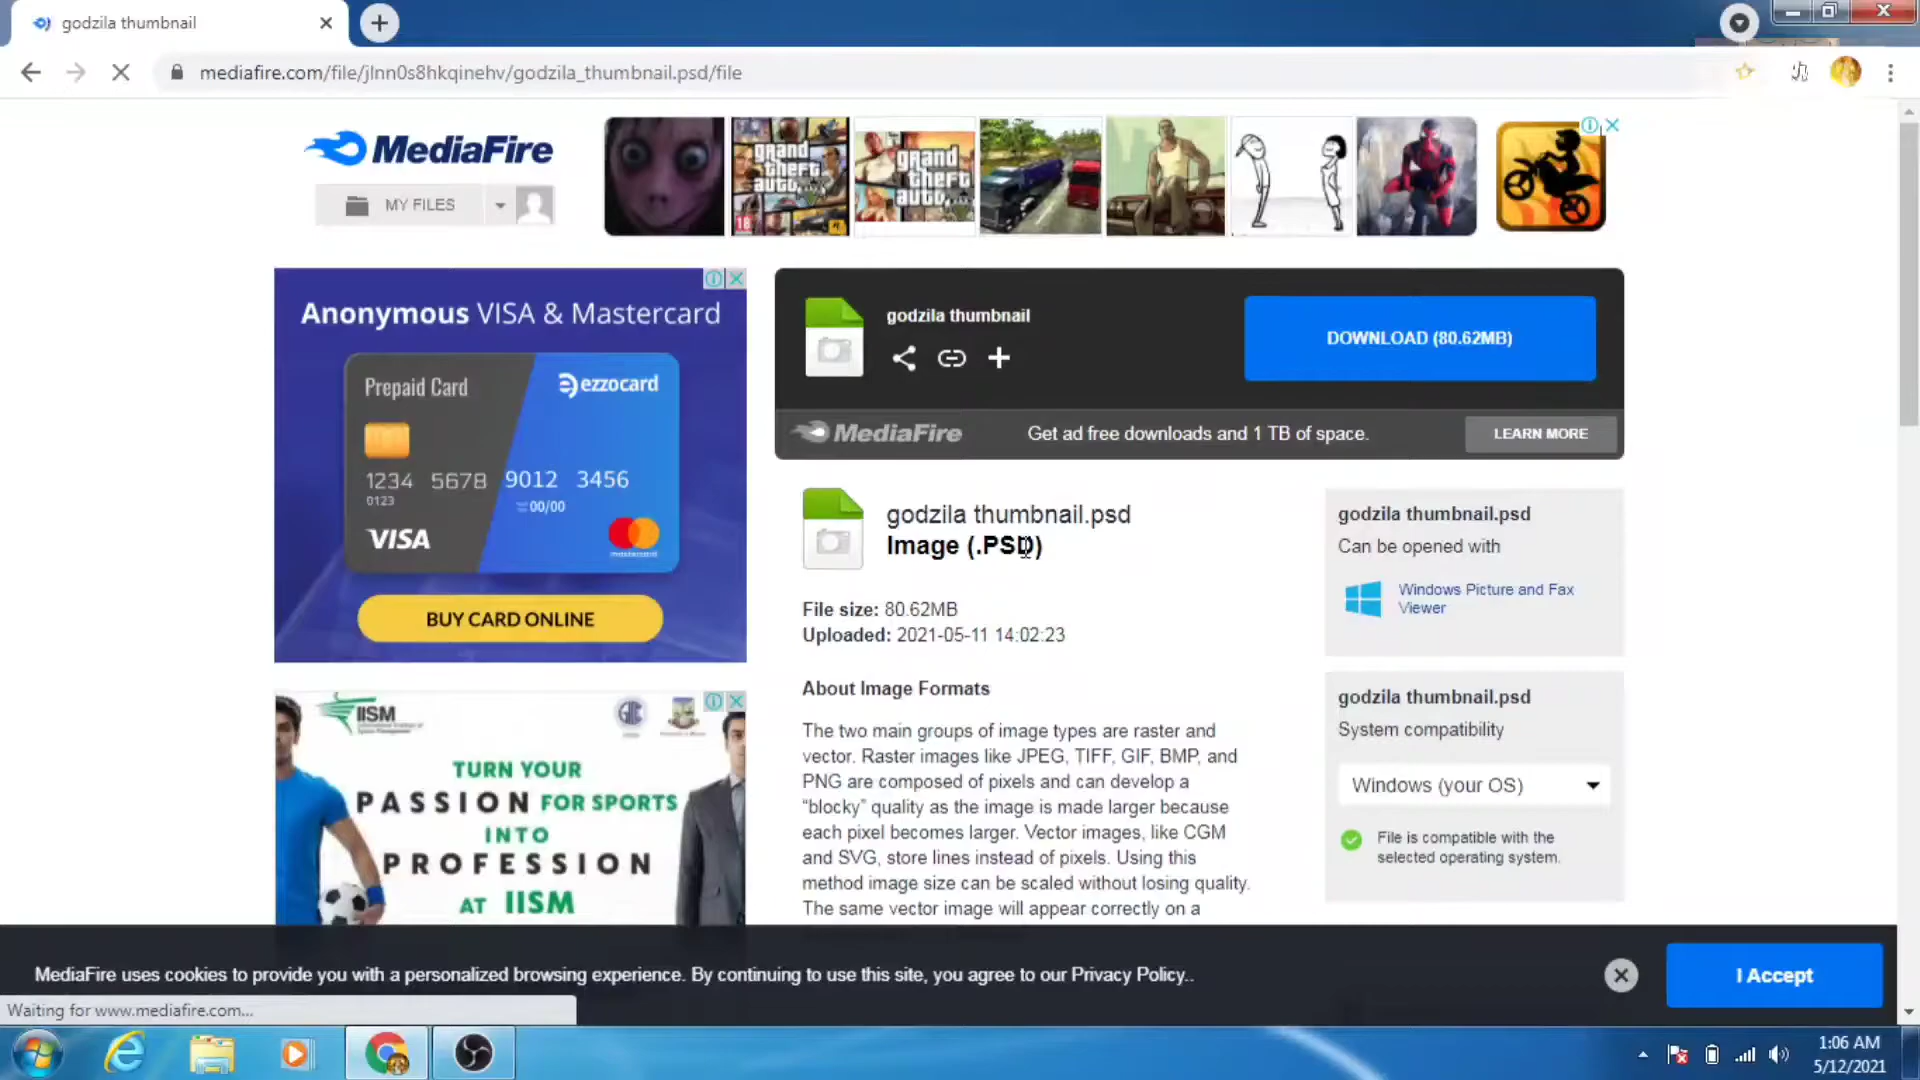 godzila thumbnail
mediafire.com/file/jlnn0s8hkqinehv/godzila_thumbnail.psd/file
MediaFire
MY FILES
grand theft auto
18
grand theft auto
Anonymous VISA & Mastercard
Prepaid Card
ezzocard
1234 5678 9012 3456
0123
00/00
VISA
mastercard
BUY CARD ONLINE
godzila thumbnail
DOWNLOAD (80.62MB)
MediaFire
Get ad free downloads and 1 TB of space.
LEARN MORE
godzila thumbnail.psd
Image (.PSD)
File size: 80.62MB
Uploaded: 2021-05-11 14:02:23
About Image Formats
The two main groups of image types are raster and
vector. Raster images like JPEG, TIFF, GIF, BMP, and
PNG are composed of pixels and can develop a
“blocky” quality as the image is made larger because
each pixel becomes larger. Vector images, like CGM
and SVG, store lines instead of pixels. Using this
method image size can be scaled without losing quality.
The same vector image will appear correctly on a
godzila thumbnail.psd
Can be opened with
Windows Picture and Fax
Viewer
godzila thumbnail.psd
System compatibility
Windows (your OS)
File is compatible with the
selected operating system.
IISM
TURN YOUR
PASSION FOR SPORTS
INTO
PROFESSION
AT IISM
MediaFire uses cookies to provide you with a personalized browsing experience. By continuing to use this site, you agree to our Privacy Policy..
I Accept
Waiting for www.mediafire.com...
1:06 AM
5/12/2021